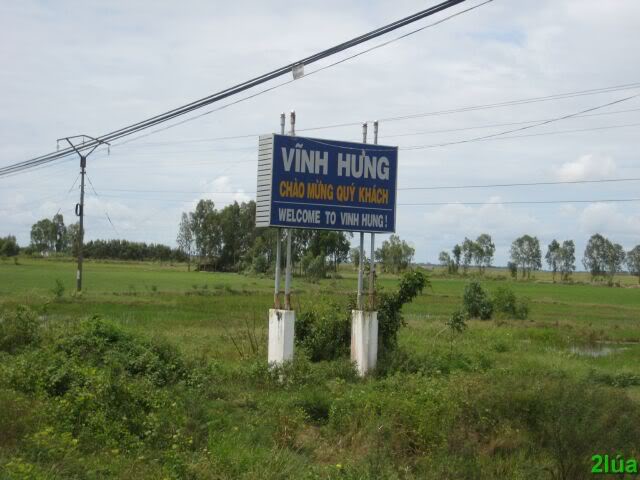 VĨNH HƯNG
CHÀO MỪNG QUÝ KHÁCH
WELCOME TO VINH HUNG!
2lúa